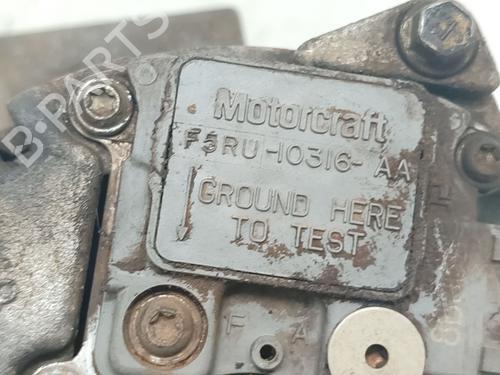 Motorcraft
F3RU-10316-AA
GROUND HERE
TO TEST
F A
B-PARTS